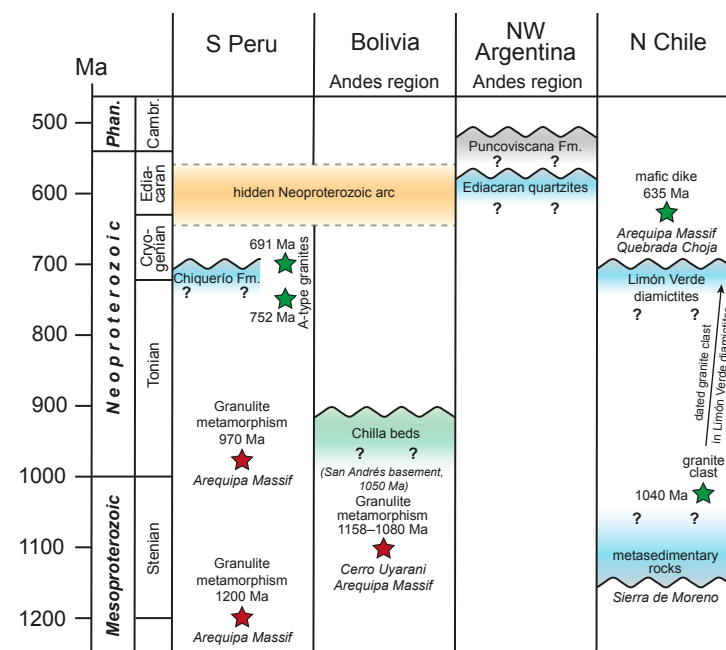 Ma
S Peru
Bolivia
Andes region
NW
Argentina
Andes region
N Chile
500
600
700
800
900
1000
1100
1200
Phan.
Neoproterozoic
Mesoproterozoic
Cambr.
Edia-
caran
Cryo-
genian
Tonian
Stenian
hidden Neoproterozoic arc
691 Ma
Chiquerío Fm.
? ?
752 Ma
A-type granites
Granulite
metamorphism
970 Ma
Arequipa Massif
Granulite
metamorphism
1200 Ma
Arequipa Massif
Chilla beds
? ?
(San Andrés basement,
1050 Ma)
Granulite
metamorphism
1158–1080 Ma
Cerro Uyarani
Arequipa Massif
Puncoviscana Fm.
? ?
Ediacaran quartzites
? ?
mafic dike
635 Ma
Arequipa Massif
Quebrada Choja
Limón Verde
diamictites
? ?
dated granite clast
in Limón Verde diamictites
granite
clast
1040 Ma
? ?
metasedimentary
rocks
Sierra de Moreno